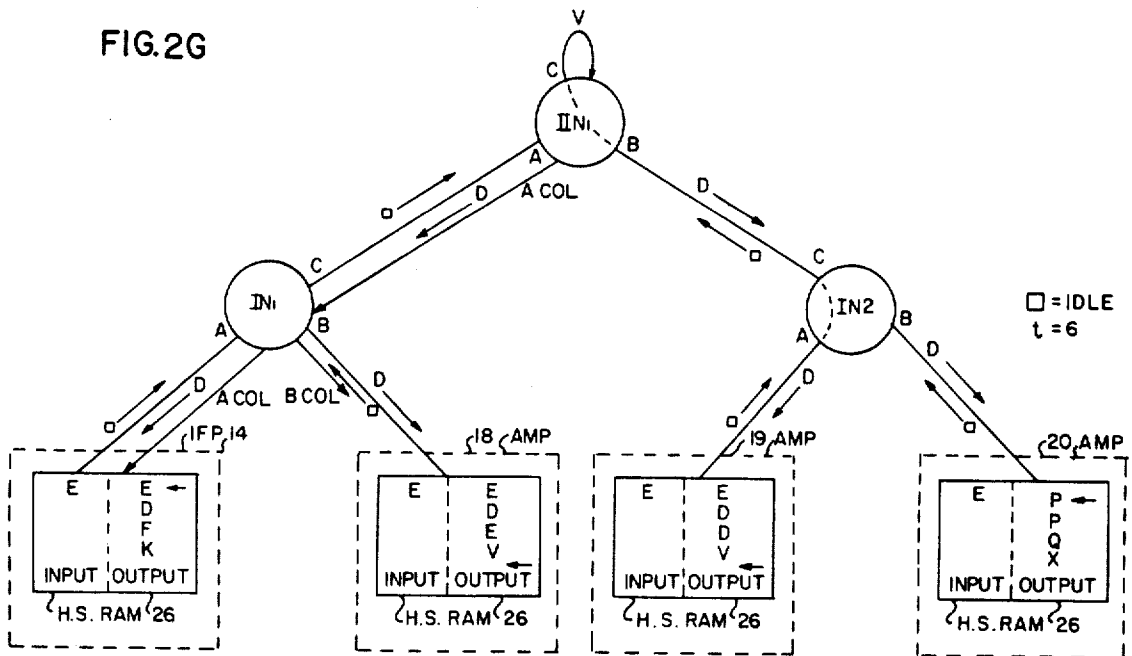 FIG. 2G
V
C
IIN1
A
B
D
A COL
D
C
C
IN1
IN2
A
B
A
B
□ = IDLE
t = 6
D
A COL
B COL
D
D
D
IFP 14
18 AMP
19 AMP
20 AMP
E
E
D
F
K
INPUT
OUTPUT
H.S. RAM 26
E
E
D
E
V
INPUT
OUTPUT
H.S. RAM 26
E
E
D
D
V
INPUT
OUTPUT
H.S. RAM 26
E
P
P
Q
X
INPUT
OUTPUT
H.S. RAM 26